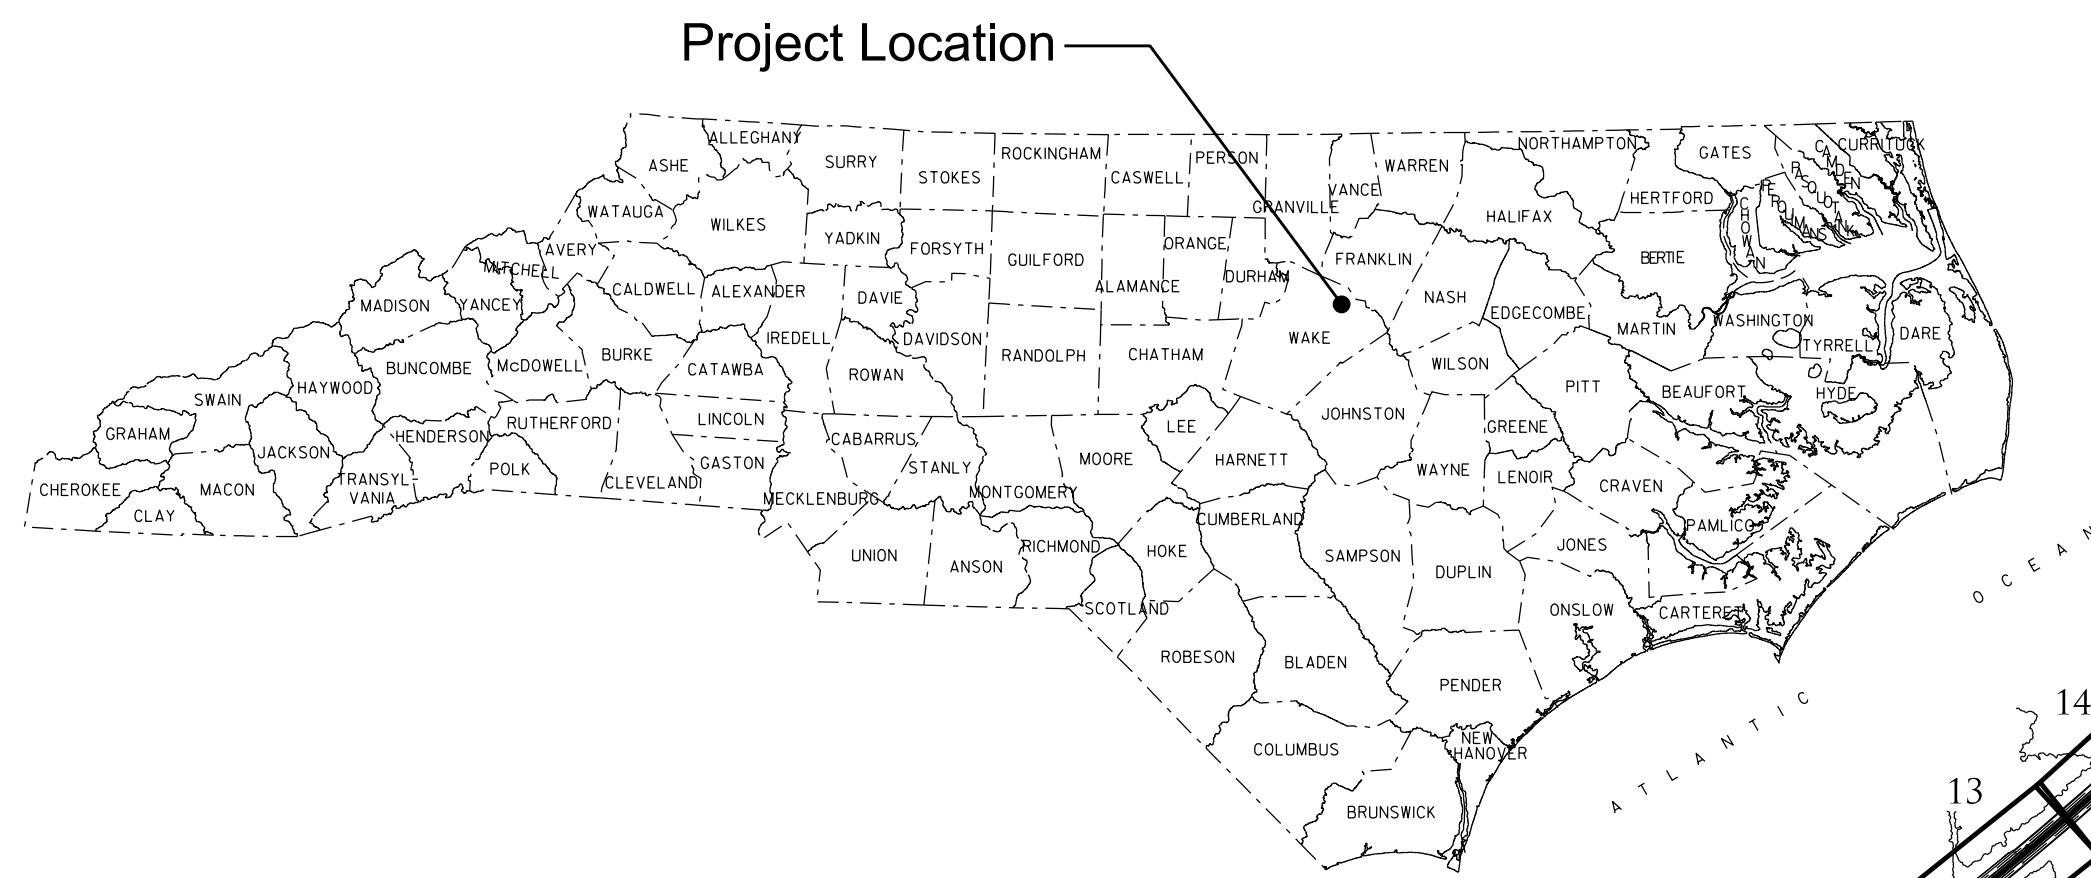 Project Location
ALLEGHANY
ASHE
SURRY
STOKES
ROCKINGHAM
CASWELL
PERSON
GRANVILLE
VANCE
WARREN
NORTHAMPTON
GATES
CAMDEN
CURRITUCK
PASQUOTANK
PERQUIMANS
CHOWAN
HERTFORD
HALIFAX
BERTIE
WATAUGA
WILKES
YADKIN
FORSYTH
GUILFORD
ALAMANCE
ORANGE
DURHAM
FRANKLIN
NASH
EDGECOMBE
MARTIN
WASHINGTON
TYRRELL
DARE
AVERY
MITCHELL
YANCEY
MADISON
CALDWELL
ALEXANDER
DAVIE
IREDELL
DAVIDSON
RANDOLPH
CHATHAM
WAKE
WILSON
PITT
BEAUFORT
HYDE
BUNCOMBE
McDOWELL
BURKE
CATAWBA
ROWAN
HAYWOOD
SWAIN
GRAHAM
JACKSON
HENDERSON
RUTHERFORD
LINCOLN
CABARRUS
STANLY
MONTGOMERY
MOORE
LEE
HARNETT
JOHNSTON
WAYNE
GREENE
LENOIR
CRAVEN
PAMLICO
CHEROKEE
CLAY
MACON
TRANSYL-
VANIA
POLK
CLEVELAND
GASTON
MECKLENBURG
UNION
ANSON
RICHMOND
SCOTLAND
HOKE
CUMBERLAND
SAMPSON
DUPLIN
JONES
ONSLOW
CARTERET
ROBESON
BLADEN
PENDER
COLUMBUS
NEW
HANOVER
BRUNSWICK
ATLANTIC
OCEAN
14
13